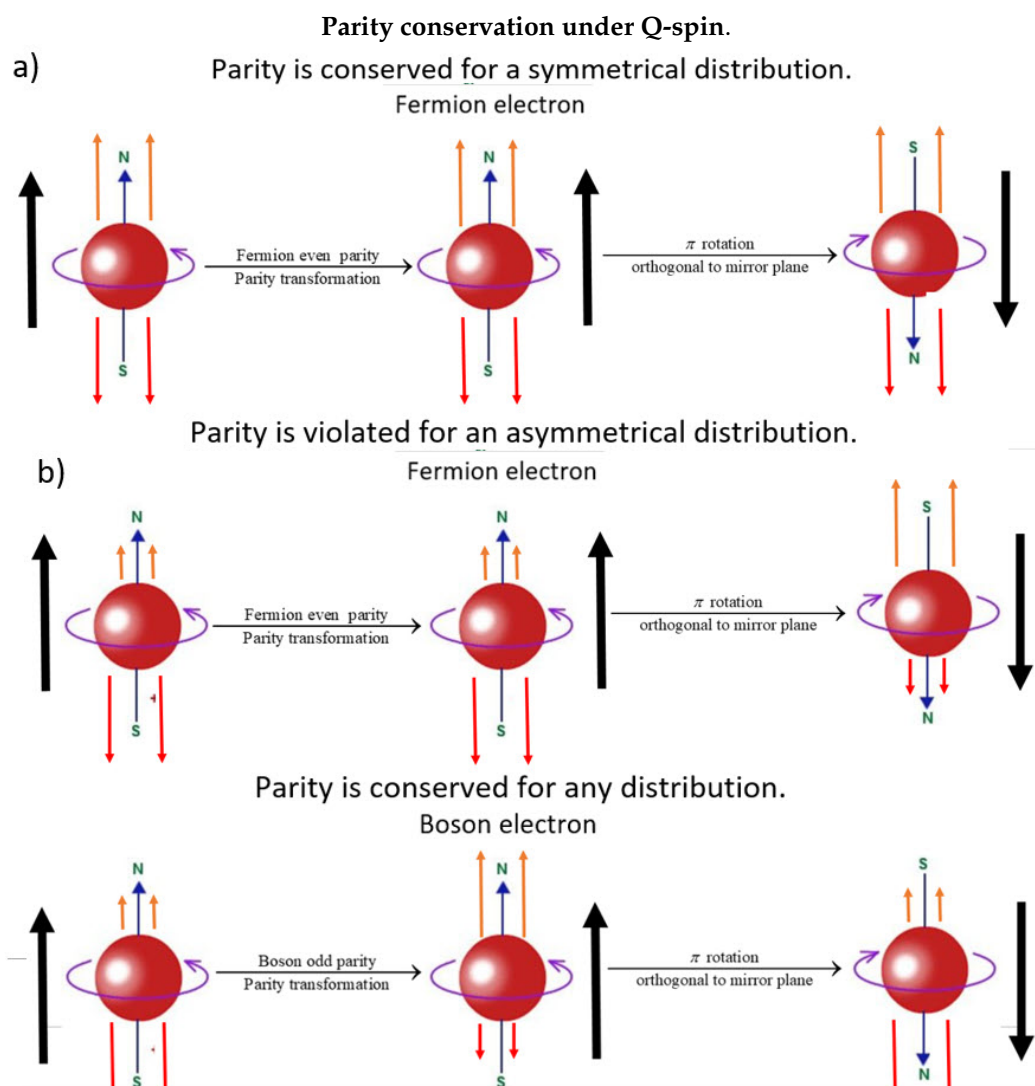 Parity conservation under Q-spin.
a)
Parity is conserved for a symmetrical distribution.
Fermion electron
N
N
S
Fermion even parity
Parity transformation
π rotation
orthogonal to mirror plane
S
S
N
Parity is violated for an asymmetrical distribution.
b)
Fermion electron
N
N
S
Fermion even parity
Parity transformation
π rotation
orthogonal to mirror plane
S
S
N
Parity is conserved for any distribution.
Boson electron
N
N
S
Boson odd parity
Parity transformation
π rotation
orthogonal to mirror plane
S
S
N